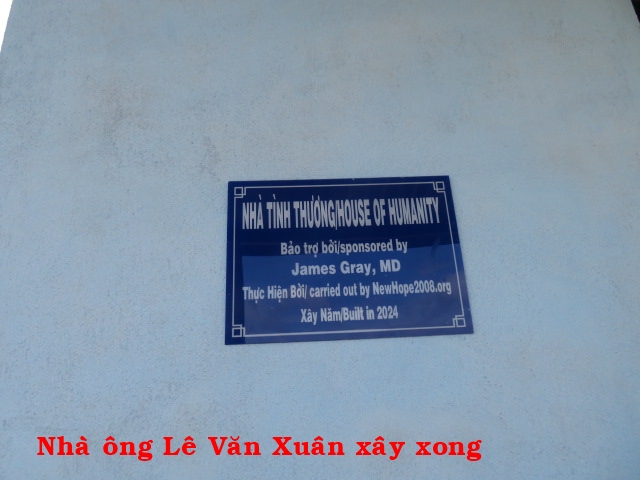 NHÀ TÌNH THƯƠNG/HOUSE OF HUMANITY
Bảo trợ bởi/sponsored by
James Gray, MD
Thực Hiện Bởi/ carried out by NewHope2008.org
Xây Năm/Built in 2024
Nhà ông Lê Văn Xuân xây xong